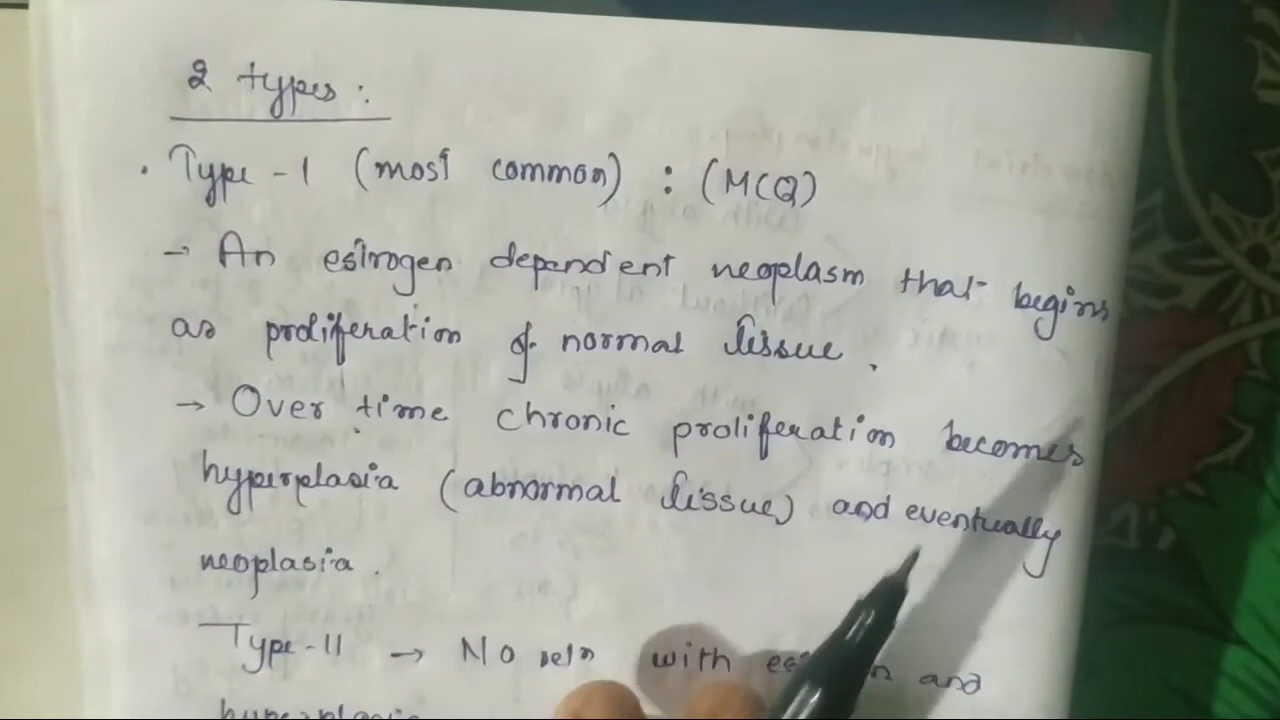 2 types :
. Type - I (most common) : (MCQ)
→ An estrogen dependent neoplasm that begins
as proliferation of normal tissue.
→ Over time chronic proliferation becomes
hyperplasia (abnormal tissue) and eventually
neoplasia.
Type - II → No reln with and
hyperplasia